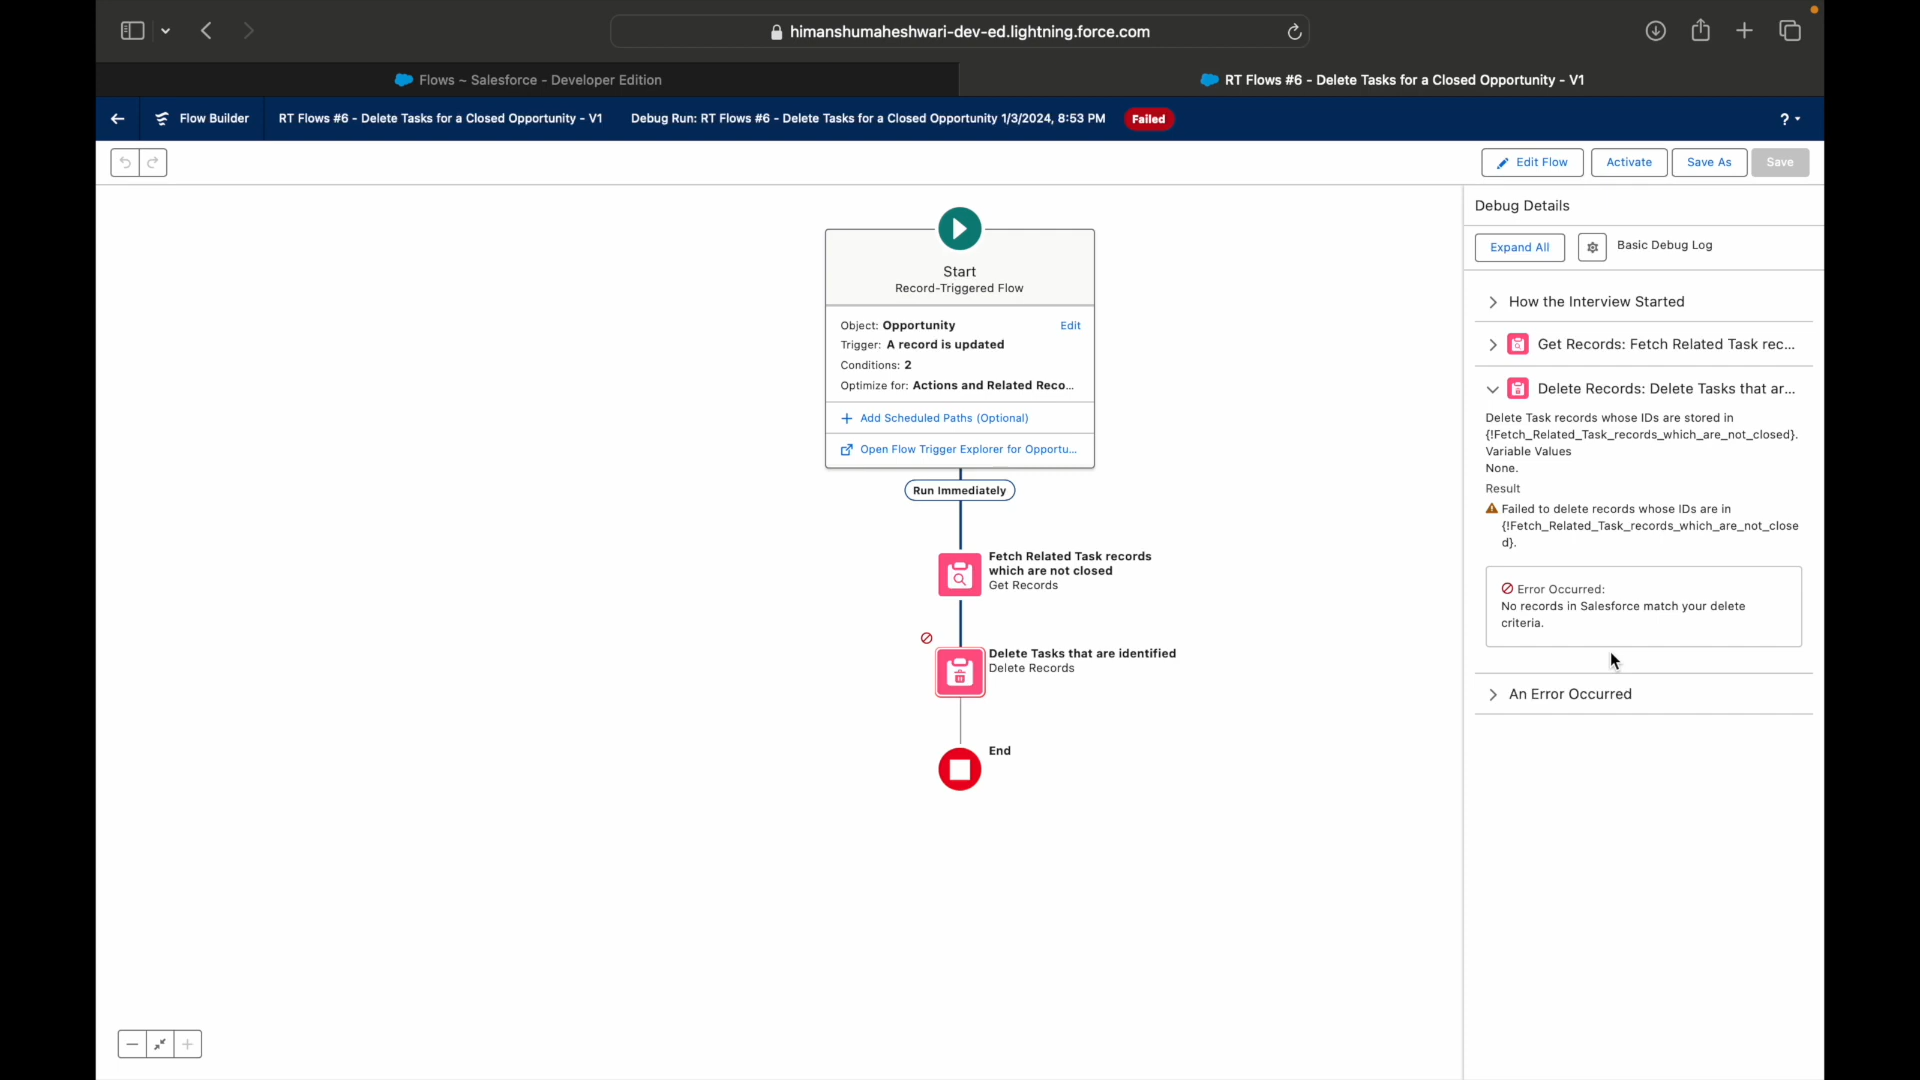 himanshumaheshwari-dev-ed.lightning.force.com
Flows ~ Salesforce - Developer Edition
RT Flows #6 - Delete Tasks for a Closed Opportunity - V1
Flow Builder
RT Flows #6 - Delete Tasks for a Closed Opportunity - V1
Debug Run: RT Flows #6 - Delete Tasks for a Closed Opportunity 1/3/2024, 8:53 PM
Failed
?
Edit Flow
Activate
Save As
Save
Start
Record-Triggered Flow
Object: Opportunity
Edit
Trigger: A record is updated
Conditions: 2
Optimize for: Actions and Related Reco...
Add Scheduled Paths (Optional)
Open Flow Trigger Explorer for Opportu...
Run Immediately
Fetch Related Task records
which are not closed
Get Records
Delete Tasks that are identified
Delete Records
End
Debug Details
Expand All
Basic Debug Log
How the Interview Started
Get Records: Fetch Related Task rec...
Delete Records: Delete Tasks that ar...
Delete Task records whose IDs are stored in
{!Fetch_Related_Task_records_which_are_not_closed}.
Variable Values
None.
Result
Failed to delete records whose IDs are in
{!Fetch_Related_Task_records_which_are_not_close
d}.
Error Occurred:
No records in Salesforce match your delete
criteria.
An Error Occurred